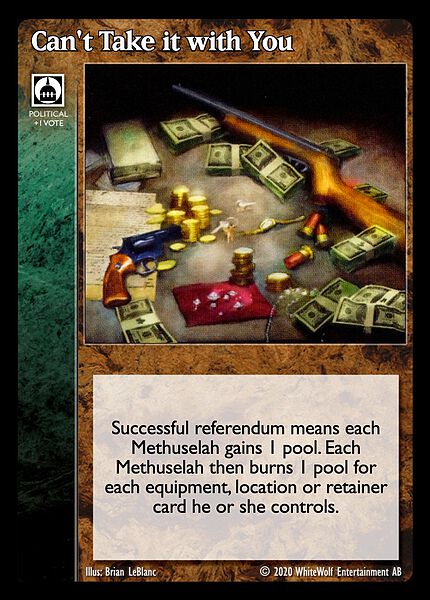 Can't Take it with You
POLITICAL
+1 VOTE
Successful referendum means each
Methuselah gains 1 pool. Each
Methuselah then burns 1 pool for
each equipment, location or retainer
card he or she controls.
Illus: Brian LeBlanc
© 2020 WhiteWolf Entertainment AB